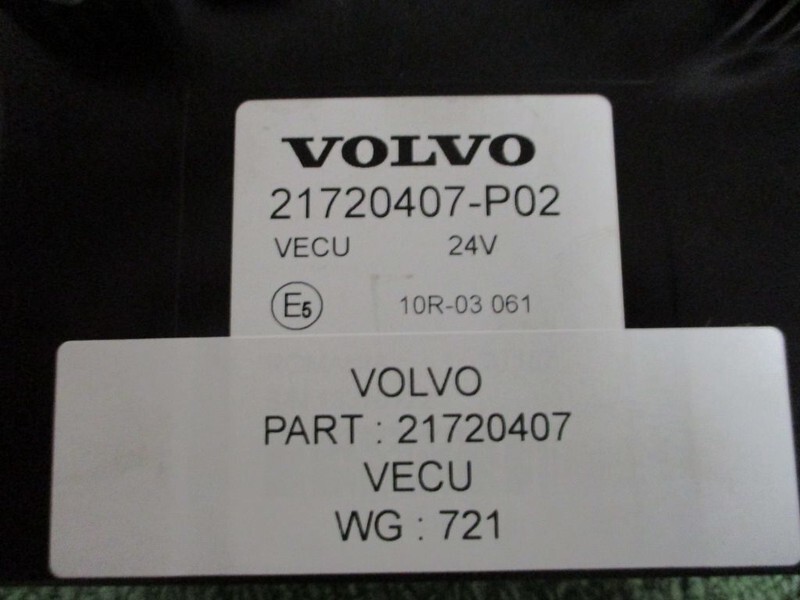 VOLVO
21720407-P02
VECU 24V
E5 10R-03 061
VOLVO
PART : 21720407
VECU
WG : 721